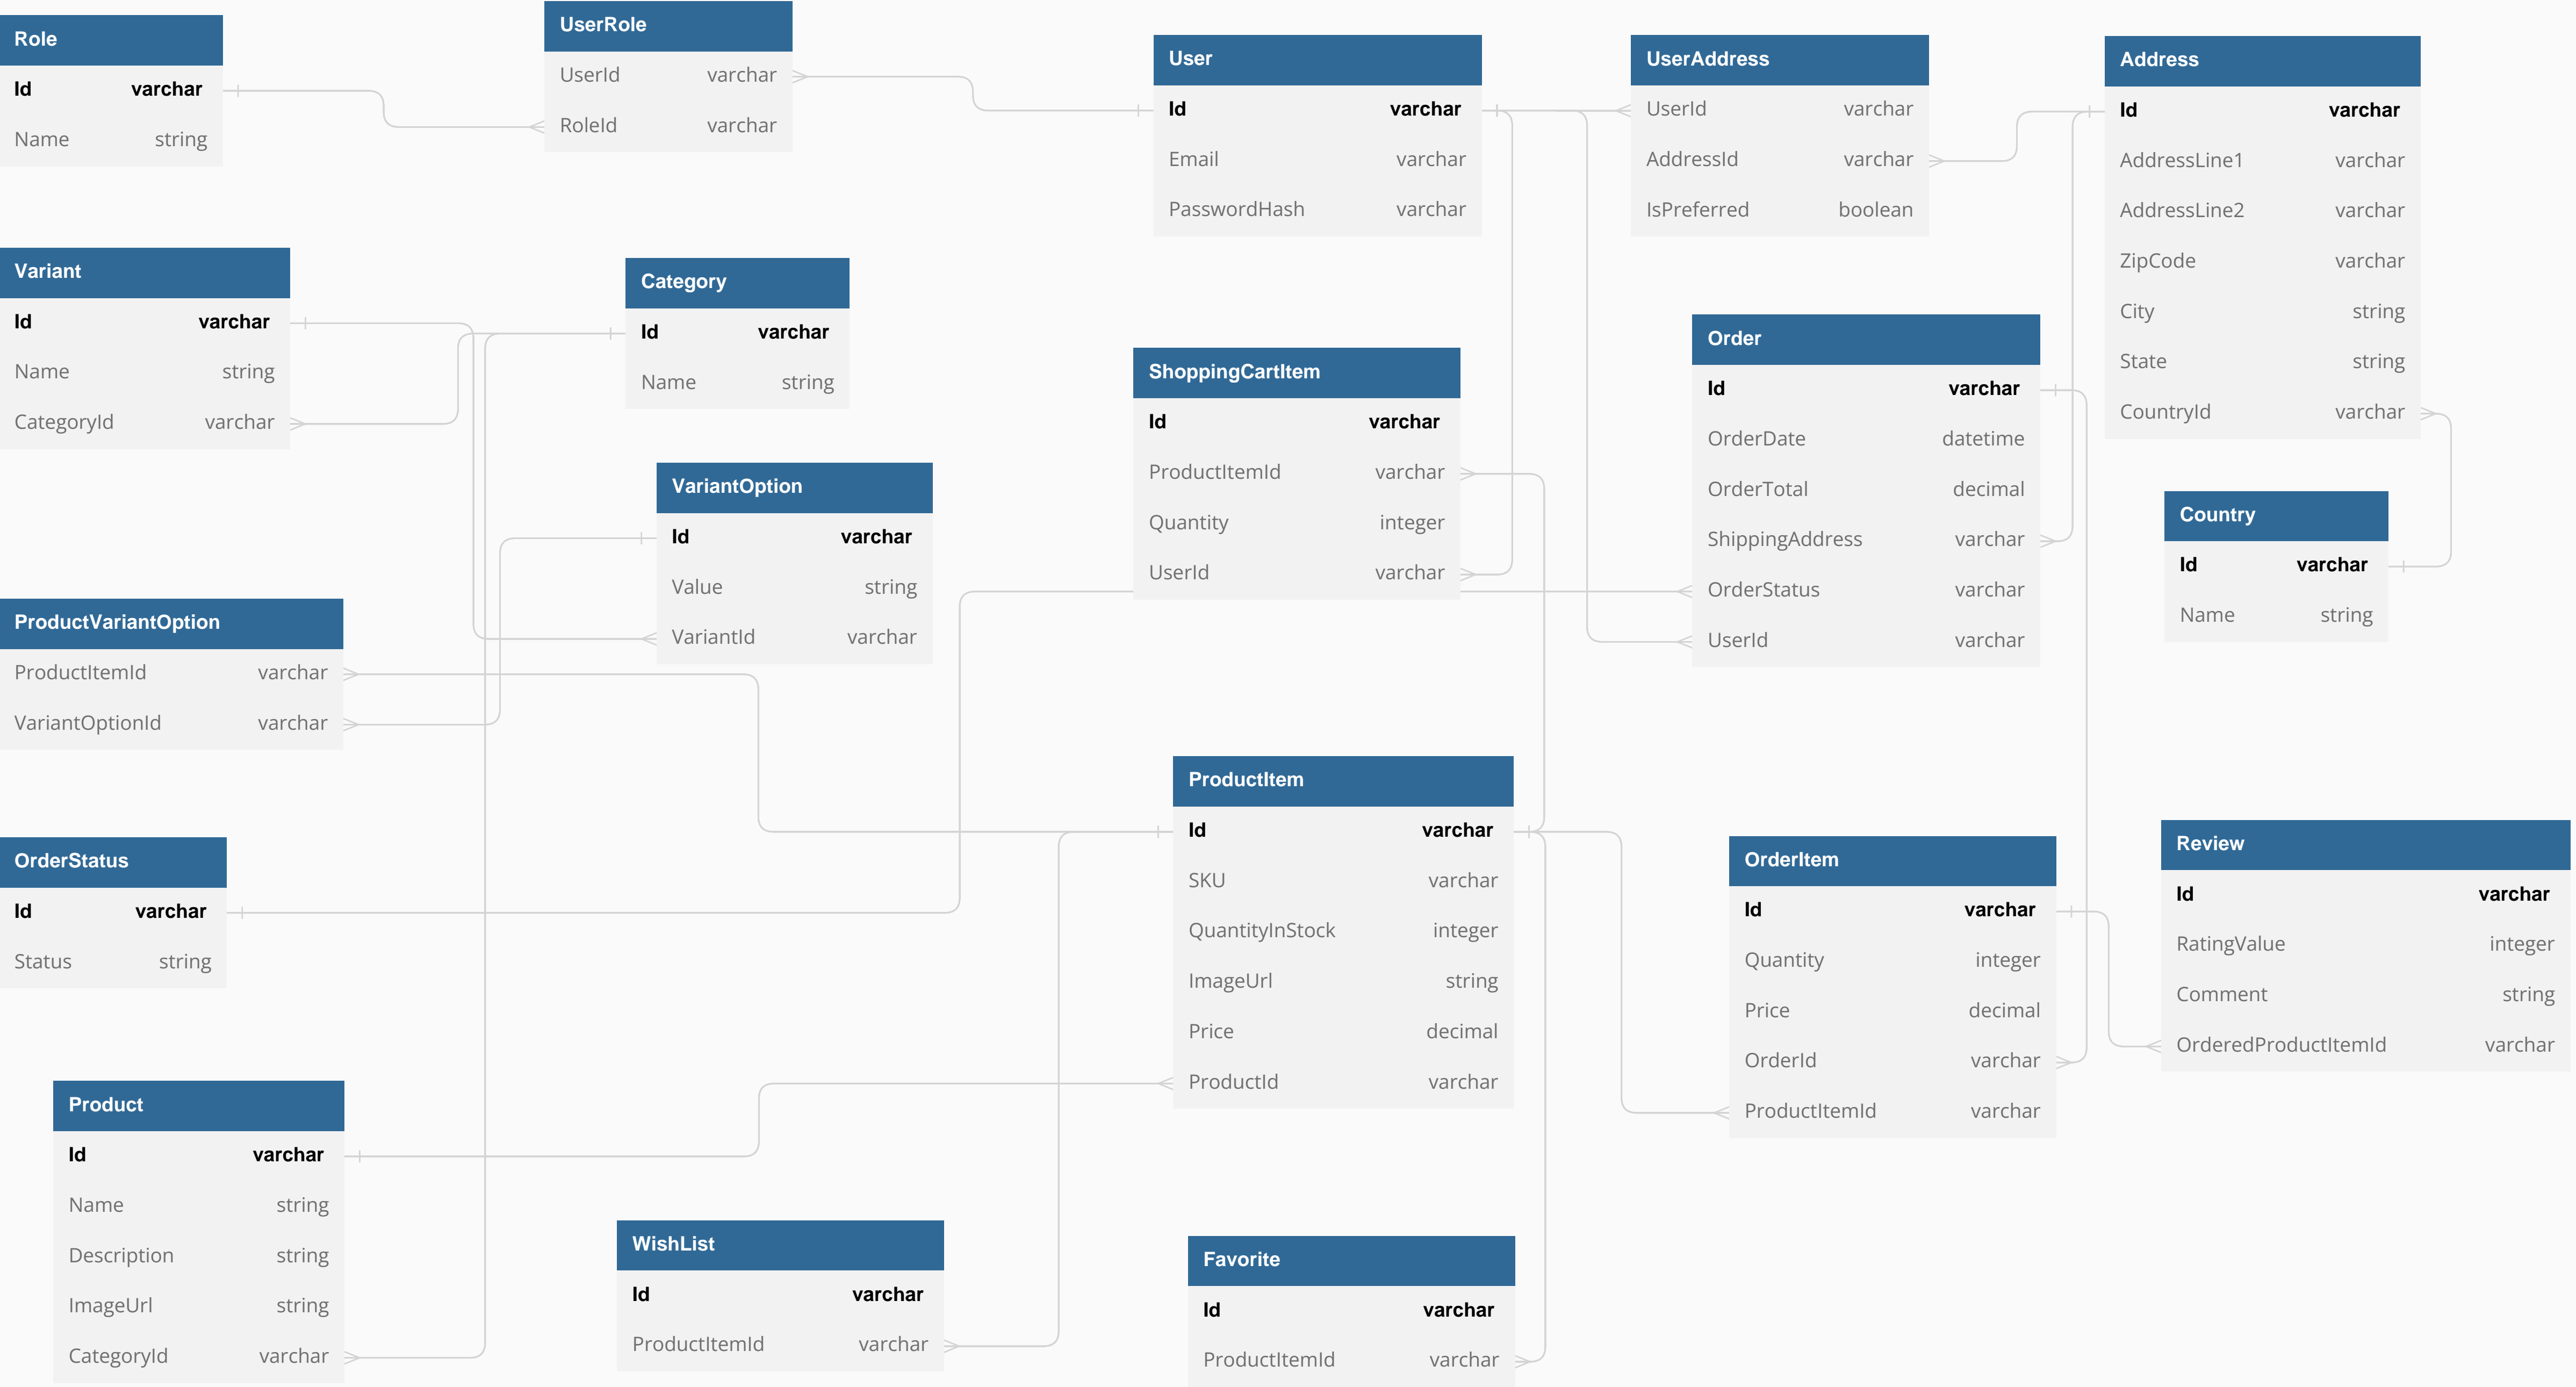 Role
Id varchar
Name string
UserRole
UserId varchar
RoleId varchar
User
Id varchar
Email varchar
PasswordHash varchar
UserAddress
UserId varchar
AddressId varchar
IsPreferred boolean
Address
Id varchar
AddressLine1 varchar
AddressLine2 varchar
ZipCode varchar
City string
State string
CountryId varchar
Variant
Id varchar
Name string
CategoryId varchar
Category
Id varchar
Name string
ShoppingCartItem
Id varchar
ProductItemId varchar
Quantity integer
UserId varchar
Order
Id varchar
OrderDate datetime
OrderTotal decimal
ShippingAddress varchar
OrderStatus varchar
UserId varchar
VariantOption
Id varchar
Value string
VariantId varchar
Country
Id varchar
Name string
ProductVariantOption
ProductItemId varchar
VariantOptionId varchar
ProductItem
Id varchar
SKU varchar
QuantityInStock integer
ImageUrl string
Price decimal
ProductId varchar
OrderStatus
Id varchar
Status string
OrderItem
Id varchar
Quantity integer
Price decimal
OrderId varchar
ProductItemId varchar
Review
Id varchar
RatingValue integer
Comment string
OrderedProductItemId varchar
Product
Id varchar
Name string
Description string
ImageUrl string
CategoryId varchar
WishList
Id varchar
ProductItemId varchar
Favorite
Id varchar
ProductItemId varchar